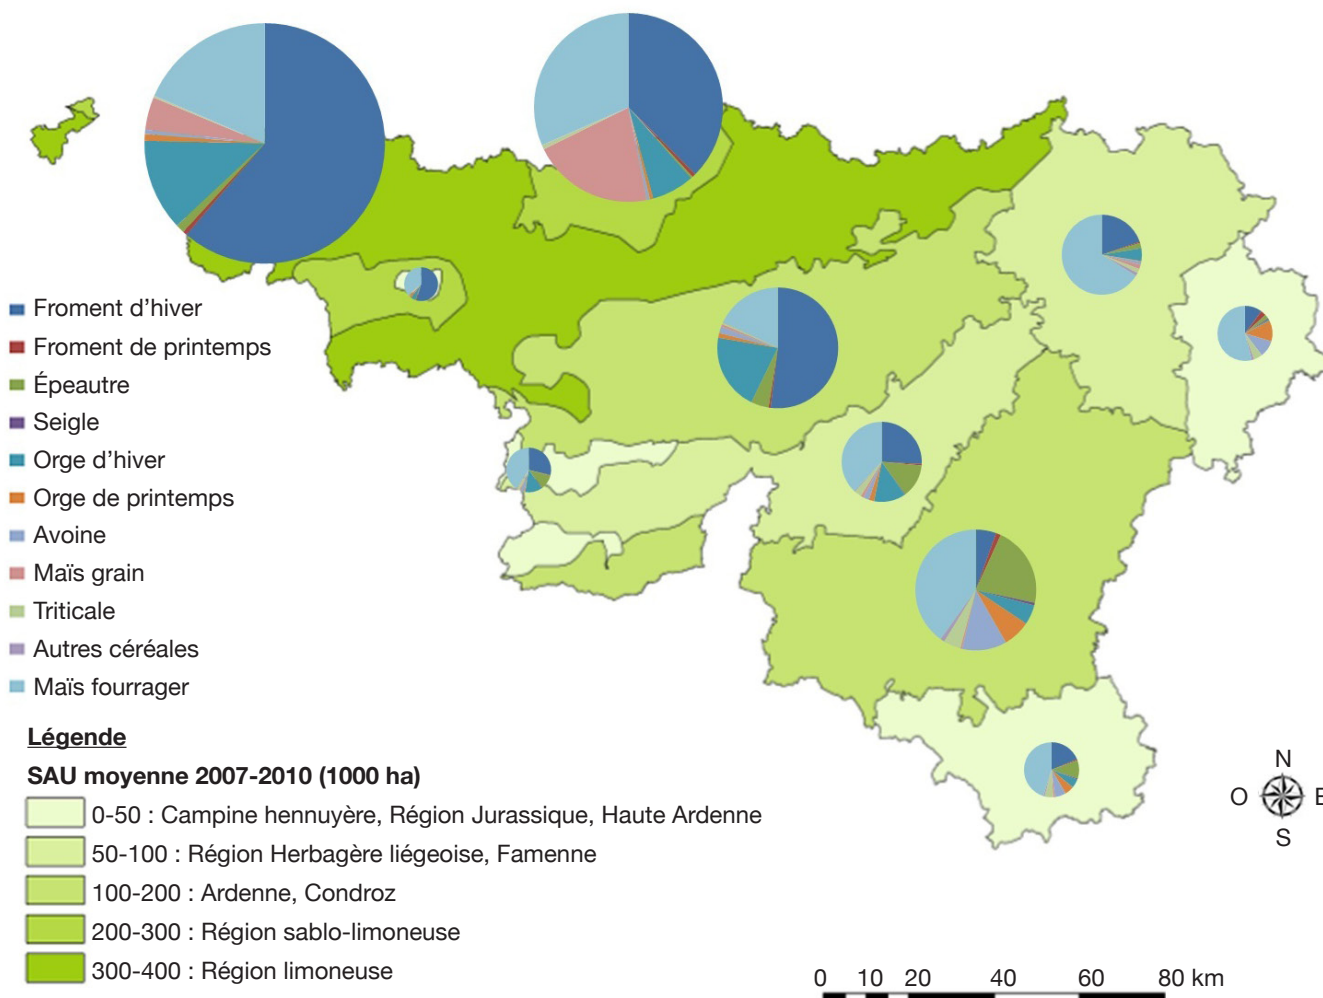 Froment d’hiver
Froment de printemps
Épeautre
Seigle
Orge d’hiver
Orge de printemps
Avoine
Maïs grain
Triticale
Autres céréales
Maïs fourrager
Légende
SAU moyenne 2007-2010 (1000 ha)
0-50 : Campine hennuyère, Région Jurassique, Haute Ardenne
50-100 : Région Herbagère liégeoise, Famenne
100-200 : Ardenne, Condroz
200-300 : Région sablo-limoneuse
300-400 : Région limoneuse
N
O E
S
0 10 20 40 60 80 km